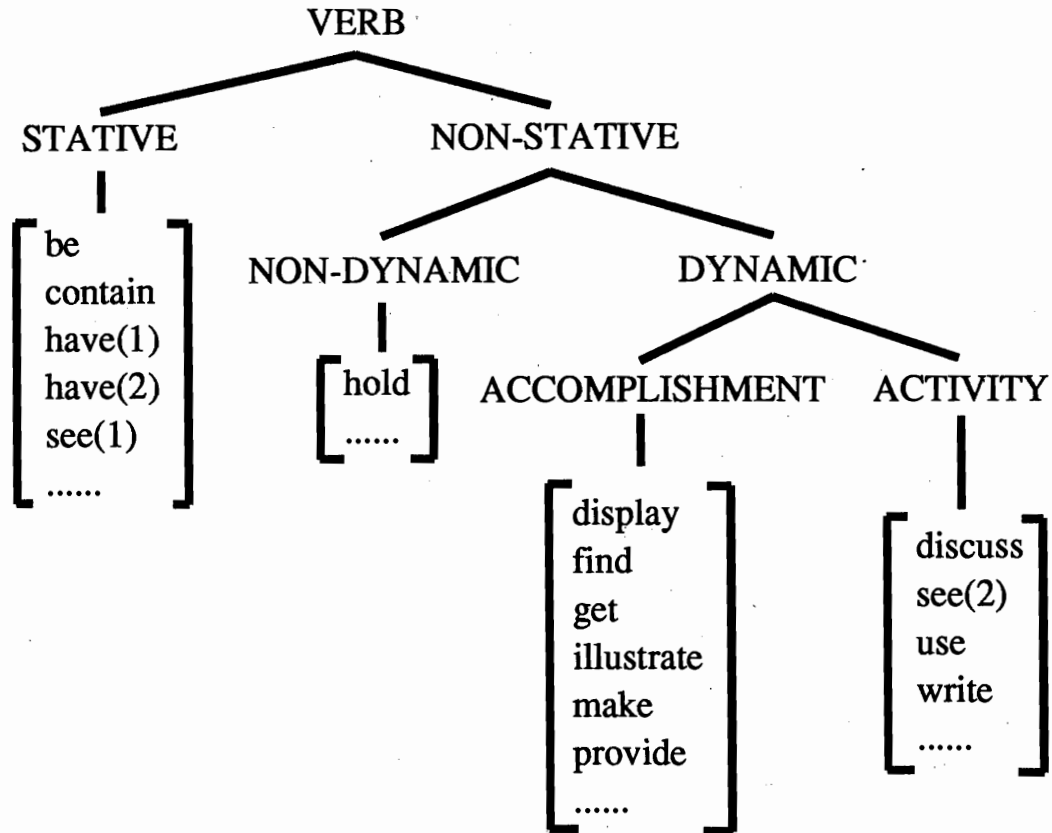 VERB
STATIVE
NON-STATIVE
be
contain
have(1)
have(2)
see(1)
......
NON-DYNAMIC
DYNAMIC
hold
......
ACCOMPLISHMENT
ACTIVITY
display
find
get
illustrate
make
provide
......
discuss
see(2)
use
write
......